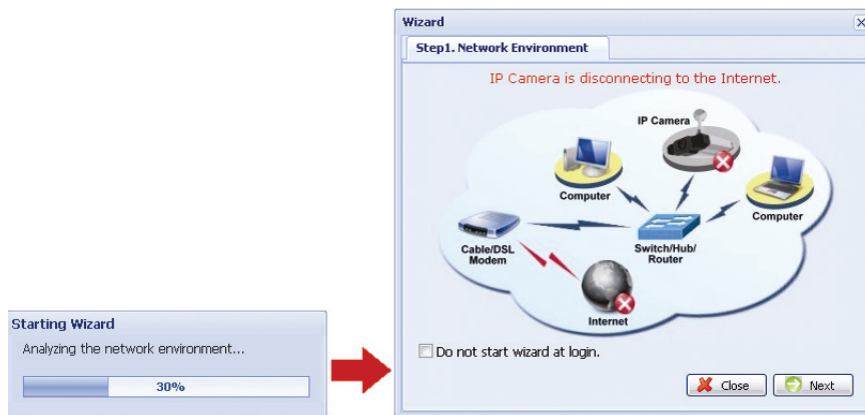 Starting Wizard
Analyzing the network environment...
30%
Wizard
Step1. Network Environment
IP Camera is disconnecting to the Internet.
IP Camera
Computer
Computer
Cable/DSL
Modem
Switch/Hub/
Router
Internet
Do not start wizard at login.
Close
Next